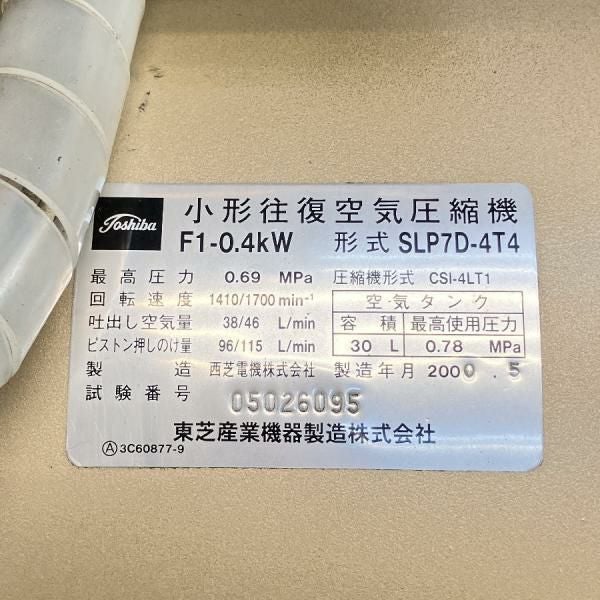 Toshiba
小形往復空気圧縮機
F1-0.4kW 形式 SLP7D-4T4
最高圧力 0.69 MPa 圧縮機形式 CSI-4LT1
回転速度 1410/1700min⁻¹ 空気タンク
吐出し空気量 38/46 L/min 容積 最高使用圧力
ピストン押しのけ量 96/115 L/min 30 L 0.78 MPa
製造 西芝電機株式会社 製造年月 2000.5
試験番号 05026095
東芝産業機器製造株式会社
Ⓐ3C60877-9